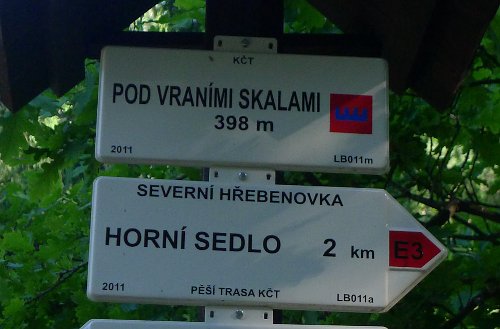 KČT
POD VRANÍMI SKALAMI
398 m
2011 LB011m
SEVERNÍ HŘEBENOVKA
HORNÍ SEDLO 2 km E3
2011 PĚŠÍ TRASA KČT LB011a